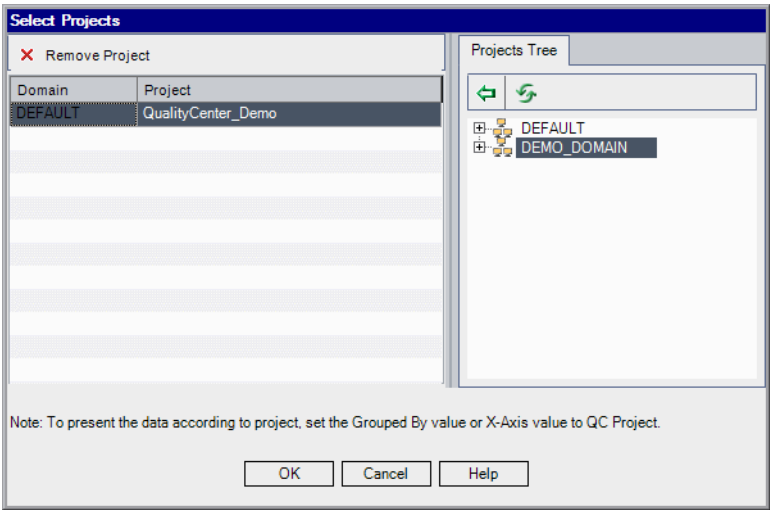 Select Projects
Remove Project
Projects Tree
Domain Project
DEFAULT QualityCenter_Demo
DEFAULT
DEMO_DOMAIN
Note: To present the data according to project, set the Grouped By value or X-Axis value to QC Project.
OK Cancel Help